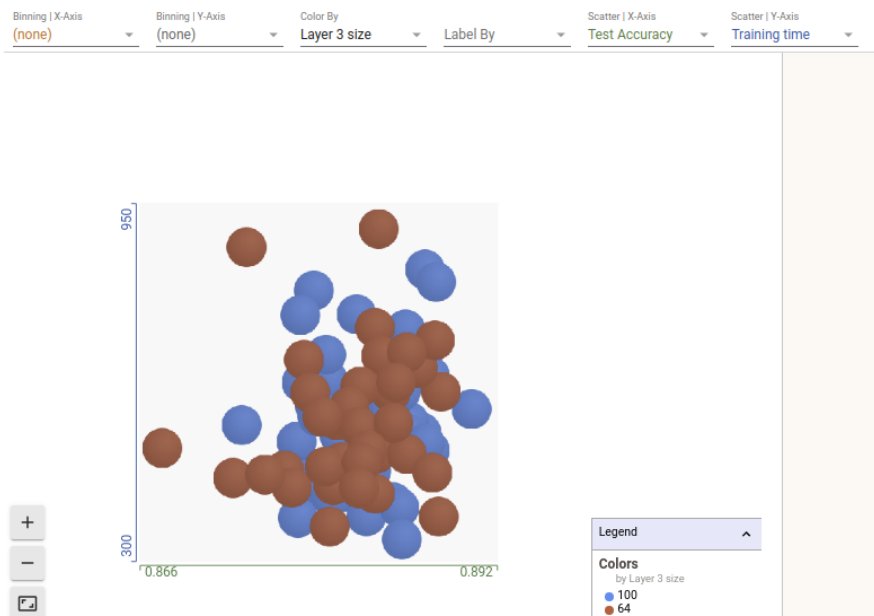 Binning | X-Axis Binning | Y-Axis Color By Scatter | X-Axis Scatter | Y-Axis
(none) (none) Layer 3 size Label By Test Accuracy Training time
950
300
0.866 0.892
Legend
Colors
by Layer 3 size
100
64